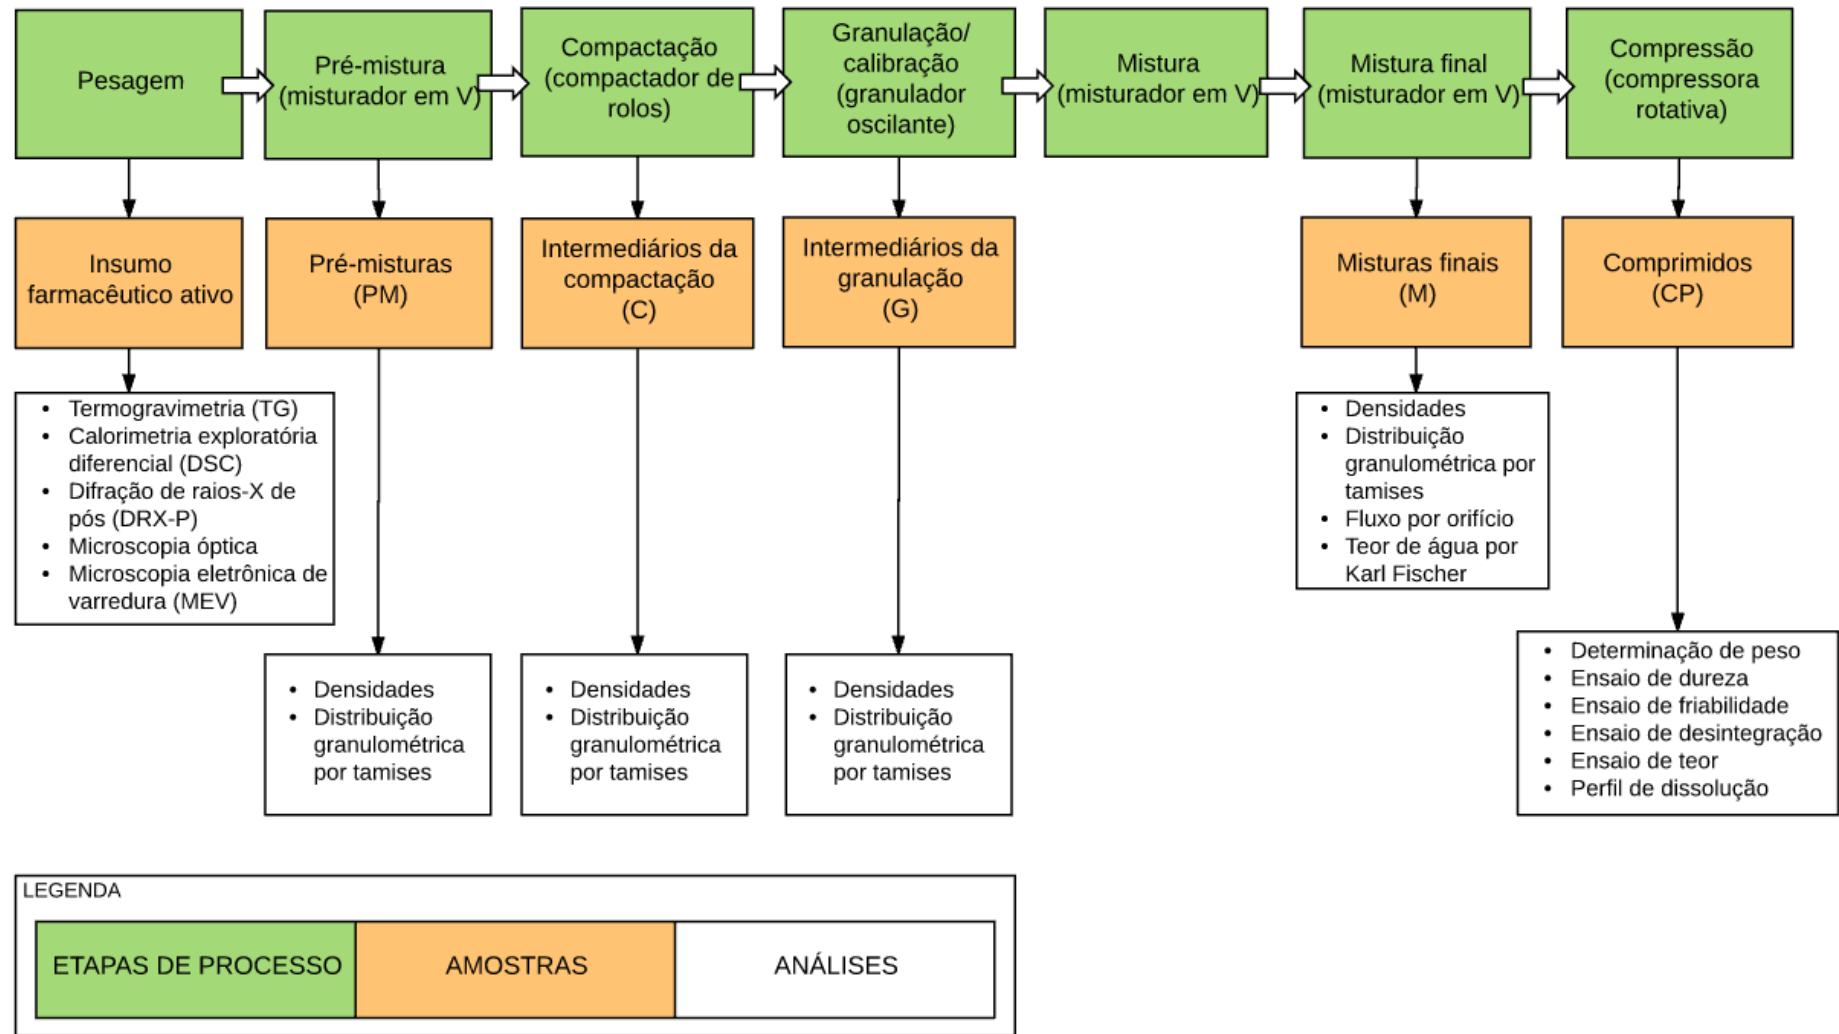 Pesagem
Pré-mistura
(misturador em V)
Compactação
(compactador de
rolos)
Granulação/
calibração
(granulador
oscilante)
Mistura
(misturador em V)
Mistura final
(misturador em V)
Compressão
(compressora
rotativa)
Insumo
farmacêutico ativo
Pré-misturas
(PM)
Intermediários da
compactação
(C)
Intermediários da
granulação
(G)
Misturas finais
(M)
Comprimidos
(CP)
• Termogravimetria (TG)
• Calorimetria exploratória
diferencial (DSC)
• Difração de raios-X de
pós (DRX-P)
• Microscopia óptica
• Microscopia eletrônica de
varredura (MEV)
• Densidades
• Distribuição
granulométrica por
tamises
• Fluxo por orifício
• Teor de água por
Karl Fischer
• Densidades
• Distribuição
granulométrica
por tamises
• Densidades
• Distribuição
granulométrica
por tamises
• Densidades
• Distribuição
granulométrica
por tamises
• Determinação de peso
• Ensaio de dureza
• Ensaio de friabilidade
• Ensaio de desintegração
• Ensaio de teor
• Perfil de dissolução
LEGENDA
ETAPAS DE PROCESSO
AMOSTRAS
ANÁLISES